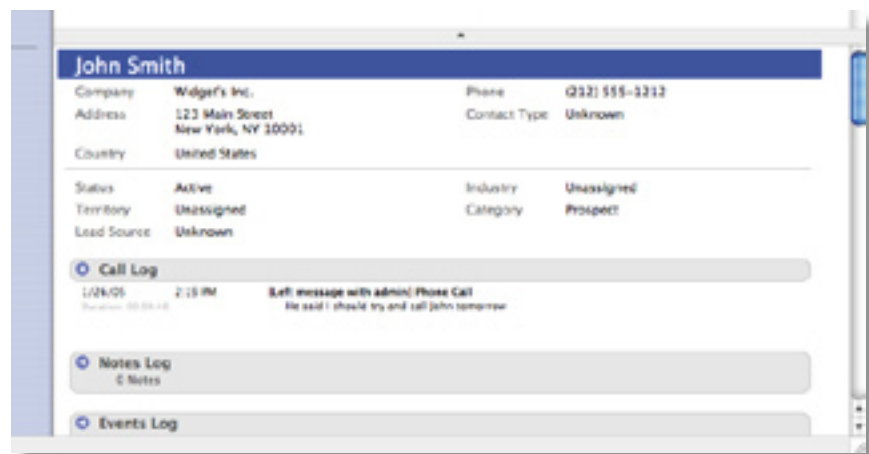 John Smith
Company Widget's Inc. Phone (212) 555-1212
Address 123 Main Street Contact Type Unknown
New York, NY 10001
Country United States
Status Active Industry Unassigned
Territory Unassigned Category Prospect
Lead Source Unknown
Call Log
1/26/05 2:15 PM [Left message with admin] Phone Call
Duration: He said I should try and call John tomorrow
Notes Log
0 Notes
Events Log